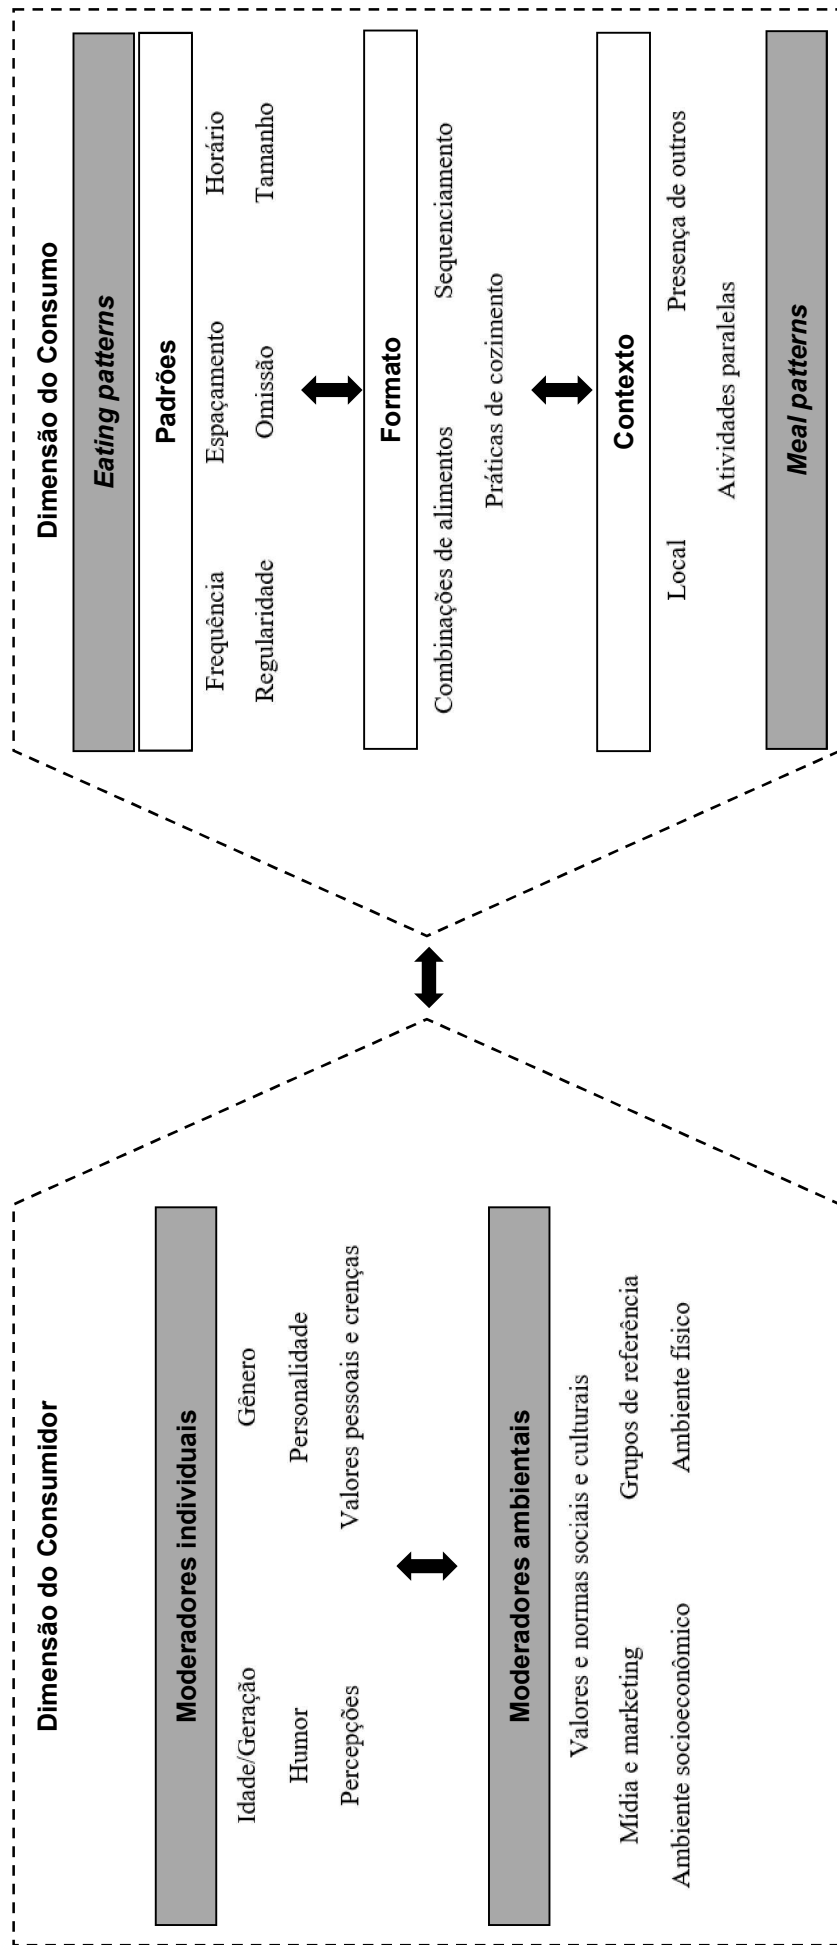 Dimensão do Consumidor
Moderadores individuais
Idade/Geração Gênero
Humor Personalidade
Percepções Valores pessoais e crenças
Moderadores ambientais
Valores e normas sociais e culturais
Mídia e marketing Grupos de referência
Ambiente socioeconômico Ambiente físico
Dimensão do Consumo
Eating patterns
Padrões
Frequência Espaçamento Horário
Regularidade Omissão Tamanho
Formato
Combinações de alimentos Sequenciamento
Práticas de cozimento
Contexto
Local Presença de outros
Atividades paralelas
Meal patterns